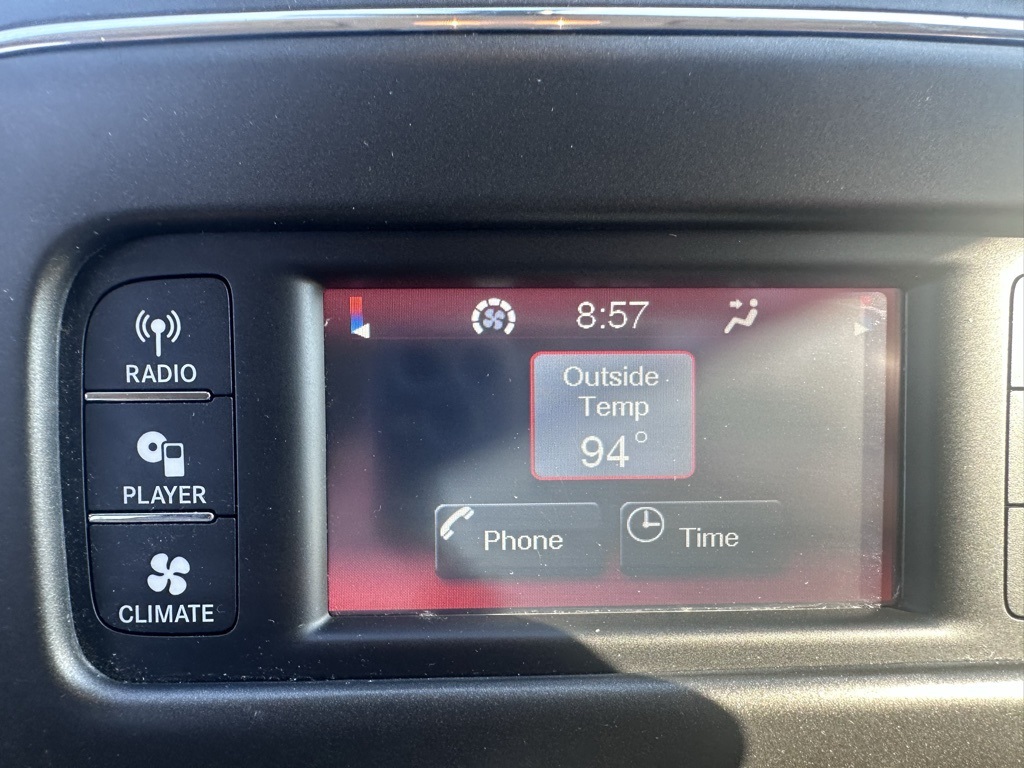 8:57
RADIO
Outside
Temp
94°
PLAYER
Phone
Time
CLIMATE